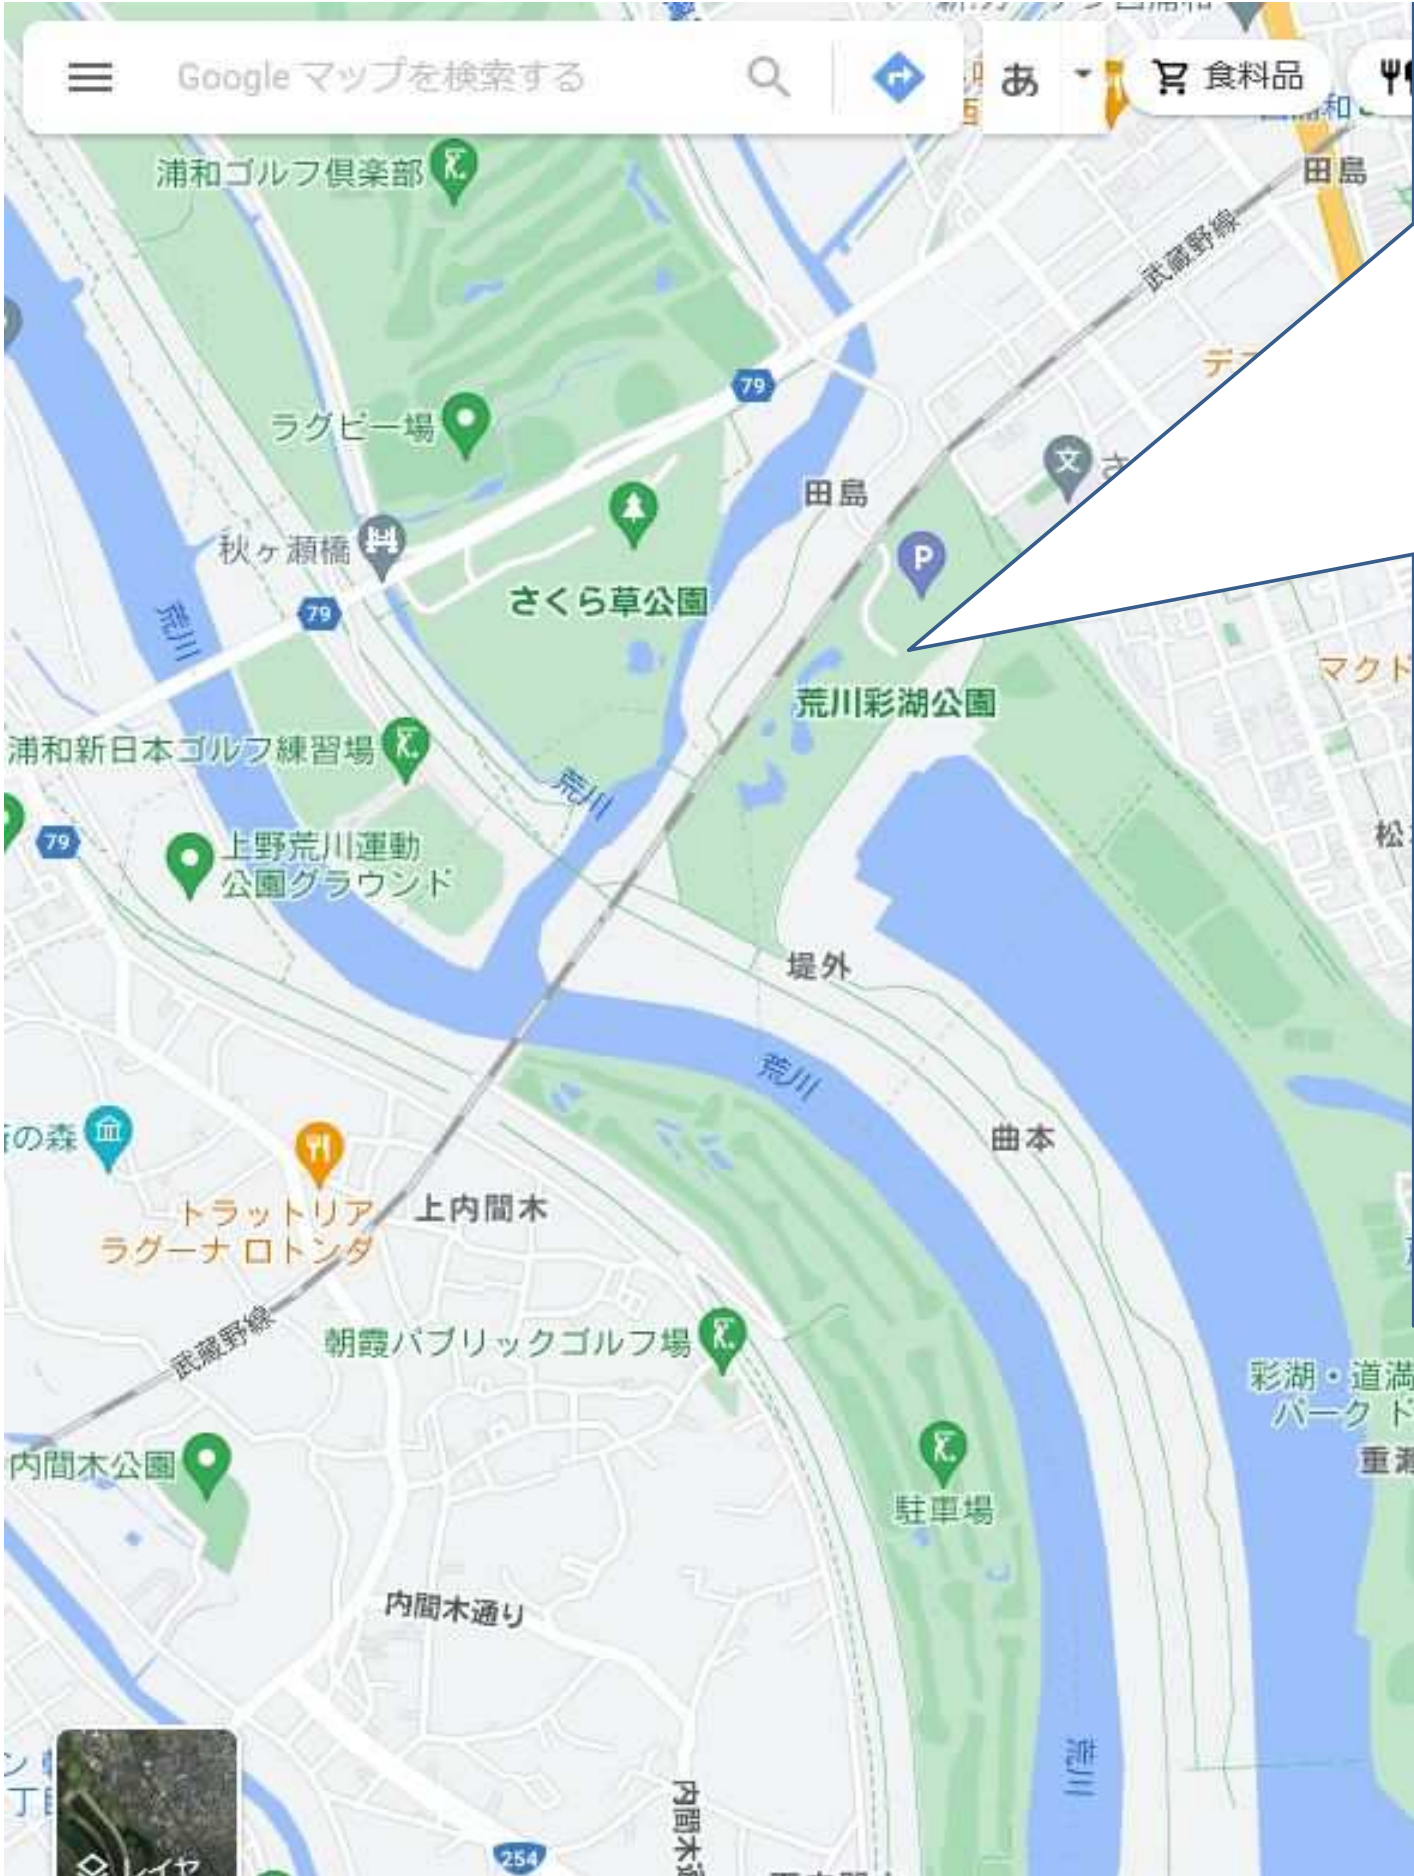 Google マップを検索する
あ
食料品
田島
浦和ゴルフ倶楽部
武蔵野線
79
ラグビー場
文
田島
秋ヶ瀬橋
P
さくら草公園
79
荒川
マクド
荒川彩湖公園
浦和新日本ゴルフ練習場
荒川
79
上野荒川運動
公園グラウンド
堤外
荒川
の森
曲本
トラットリア
ラグーナ ロトンダ
上内間木
武蔵野線
朝霞パブリックゴルフ場
彩湖・道満
パーク
内間木公園
駐車場
内間木通り
荒川
内間木
254
レイヤ